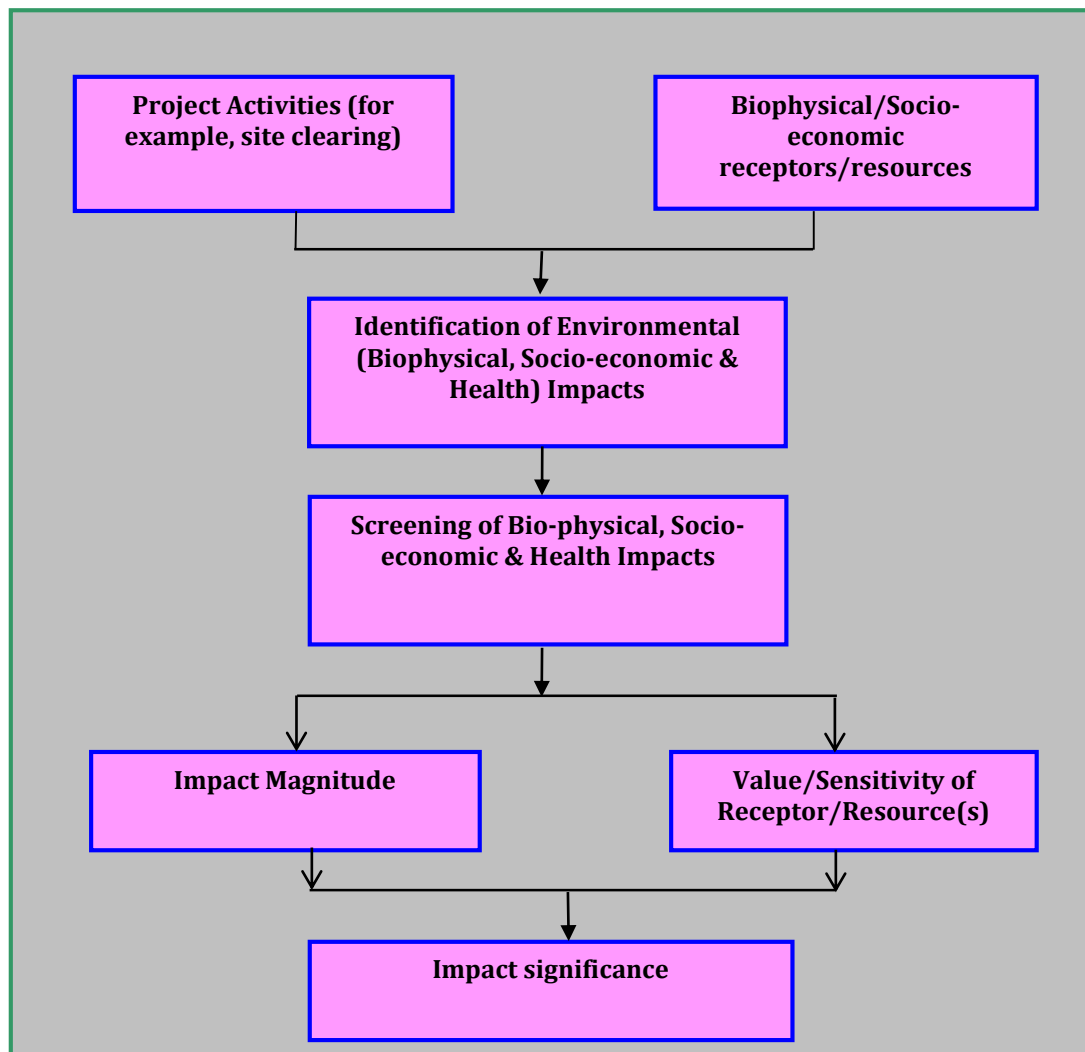 Project Activities (for
example, site clearing)
Biophysical/Socio-
economic
receptors/resources
Identification of Environmental
(Biophysical, Socio-economic &
Health) Impacts
Screening of Bio-physical, Socio-
economic & Health Impacts
Impact Magnitude
Value/Sensitivity of
Receptor/Resource(s)
Impact significance